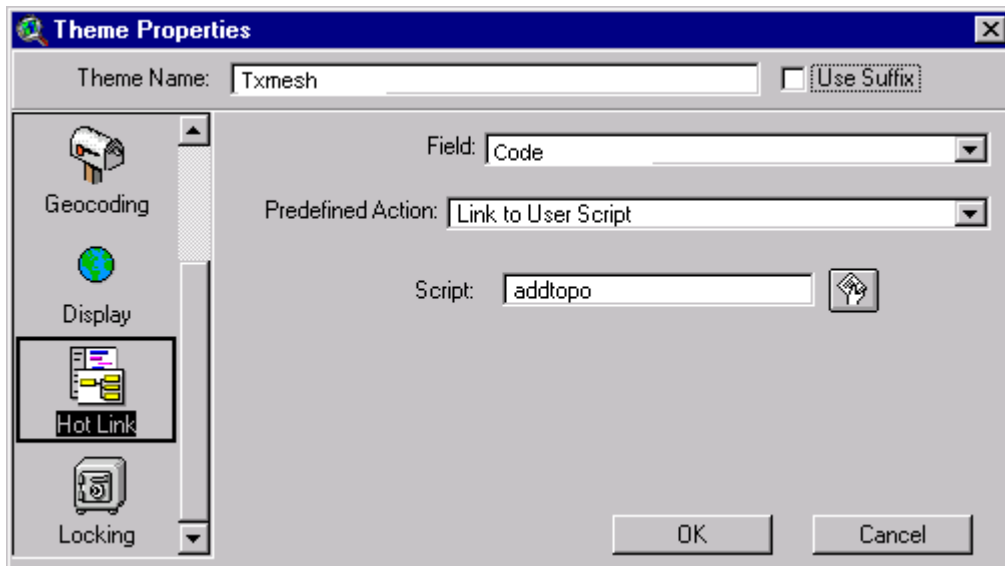 Theme Properties
Theme Name: Txmesh Use Suffix
Geocoding
Display
Hot Link
Locking
Field: Code
Predefined Action: Link to User Script
Script: addtopo
OK Cancel